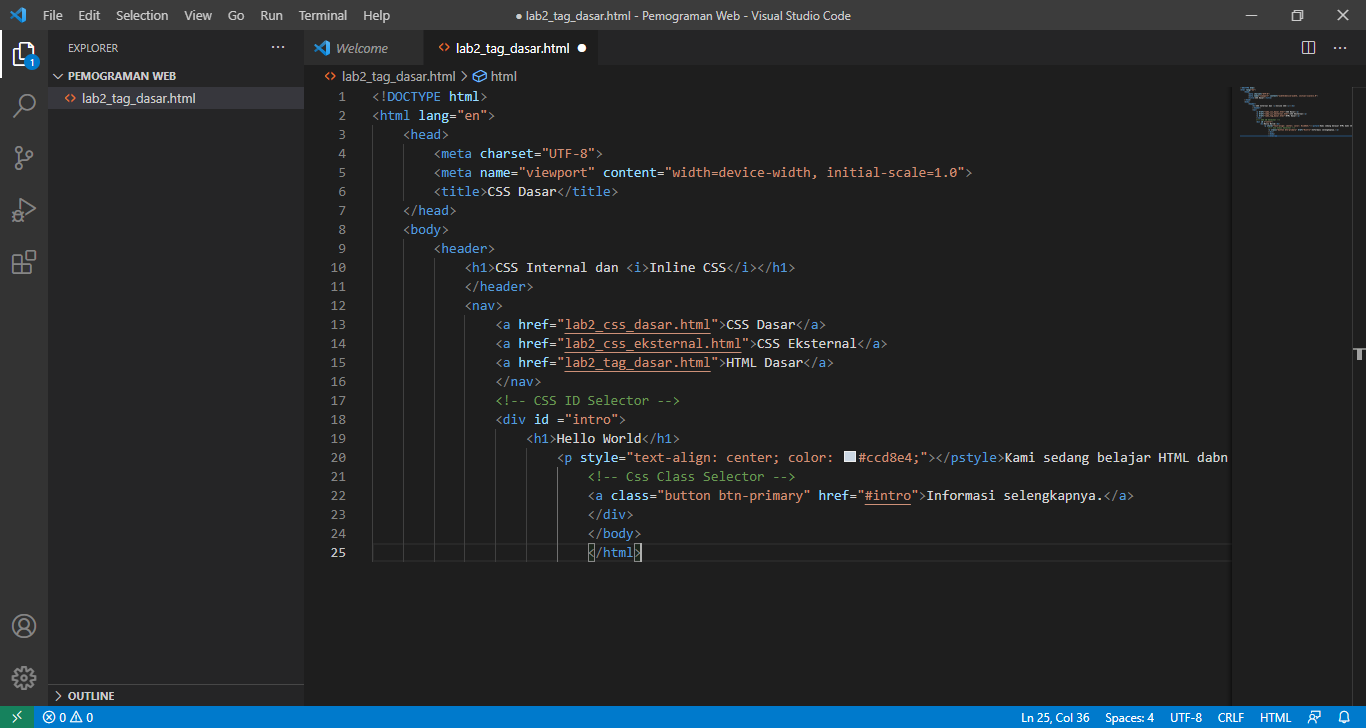 File Edit Selection View Go Run Terminal Help
● lab2_tag_dasar.html - Pemograman Web - Visual Studio Code
1
EXPLORER ···
PEMOGRAMAN WEB
<> lab2_tag_dasar.html
Welcome
<> lab2_tag_dasar.html ●
<> lab2_tag_dasar.html > html
1 <!DOCTYPE html>
2 <html lang="en">
3 <head>
4 <meta charset="UTF-8">
5 <meta name="viewport" content="width=device-width, initial-scale=1.0">
6 <title>CSS Dasar</title>
7 </head>
8 <body>
9 <header>
10 <h1>CSS Internal dan <i>Inline CSS</i></h1>
11 </header>
12 <nav>
13 <a href="lab2_css_dasar.html">CSS Dasar</a>
14 <a href="lab2_css_eksternal.html">CSS Eksternal</a>
15 <a href="lab2_tag_dasar.html">HTML Dasar</a>
16 </nav>
17 <!-- CSS ID Selector -->
18 <div id ="intro">
19 <h1>Hello World</h1>
20 <p style="text-align: center; color: #ccd8e4;"></pstyle>Kami sedang belajar HTML dabn
21 <!-- Css Class Selector -->
22 <a class="button btn-primary" href="#intro">Informasi selengkapnya.</a>
23 </div>
24 </body>
25 </html>
OUTLINE
0 0
Ln 25, Col 36 Spaces: 4 UTF-8 CRLF HTML